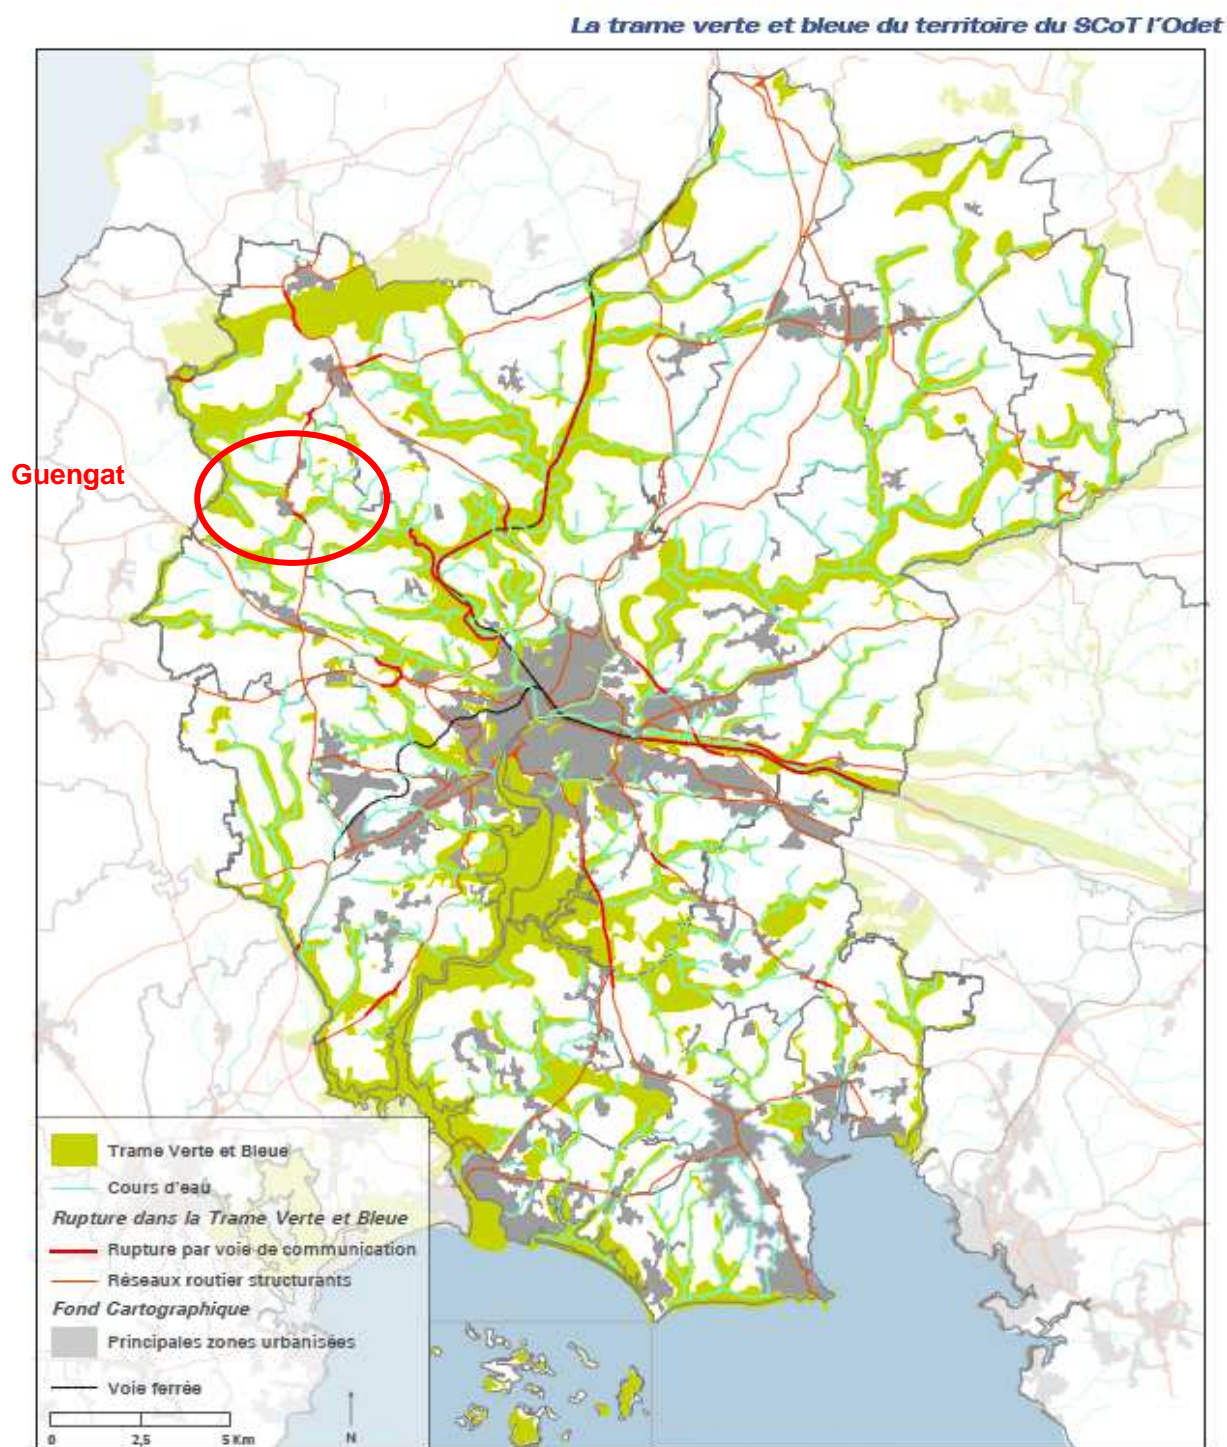 La trame verte et bleue du territoire du SCoT l'Odet
Guengat
Trame Verte et Bleue
Cours d'eau
Rupture dans la Trame Verte et Bleue
Rupture par voie de communication
Réseaux routier structurants
Fond Cartographique
Principales zones urbanisées
Voie ferrée
0 2,5 5 Km
N